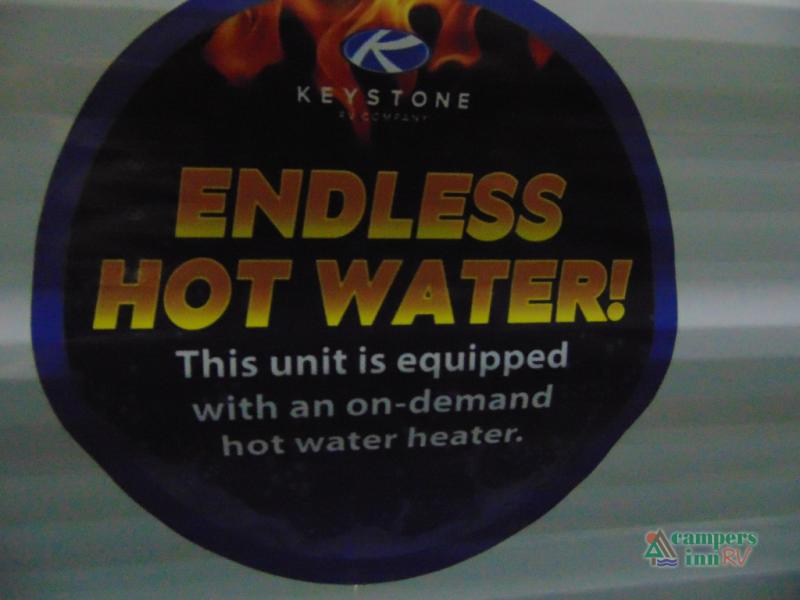 K
KEYSTONE
RV COMPANY
ENDLESS
HOT WATER!
This unit is equipped
with an on-demand
hot water heater.
campers
inn RV